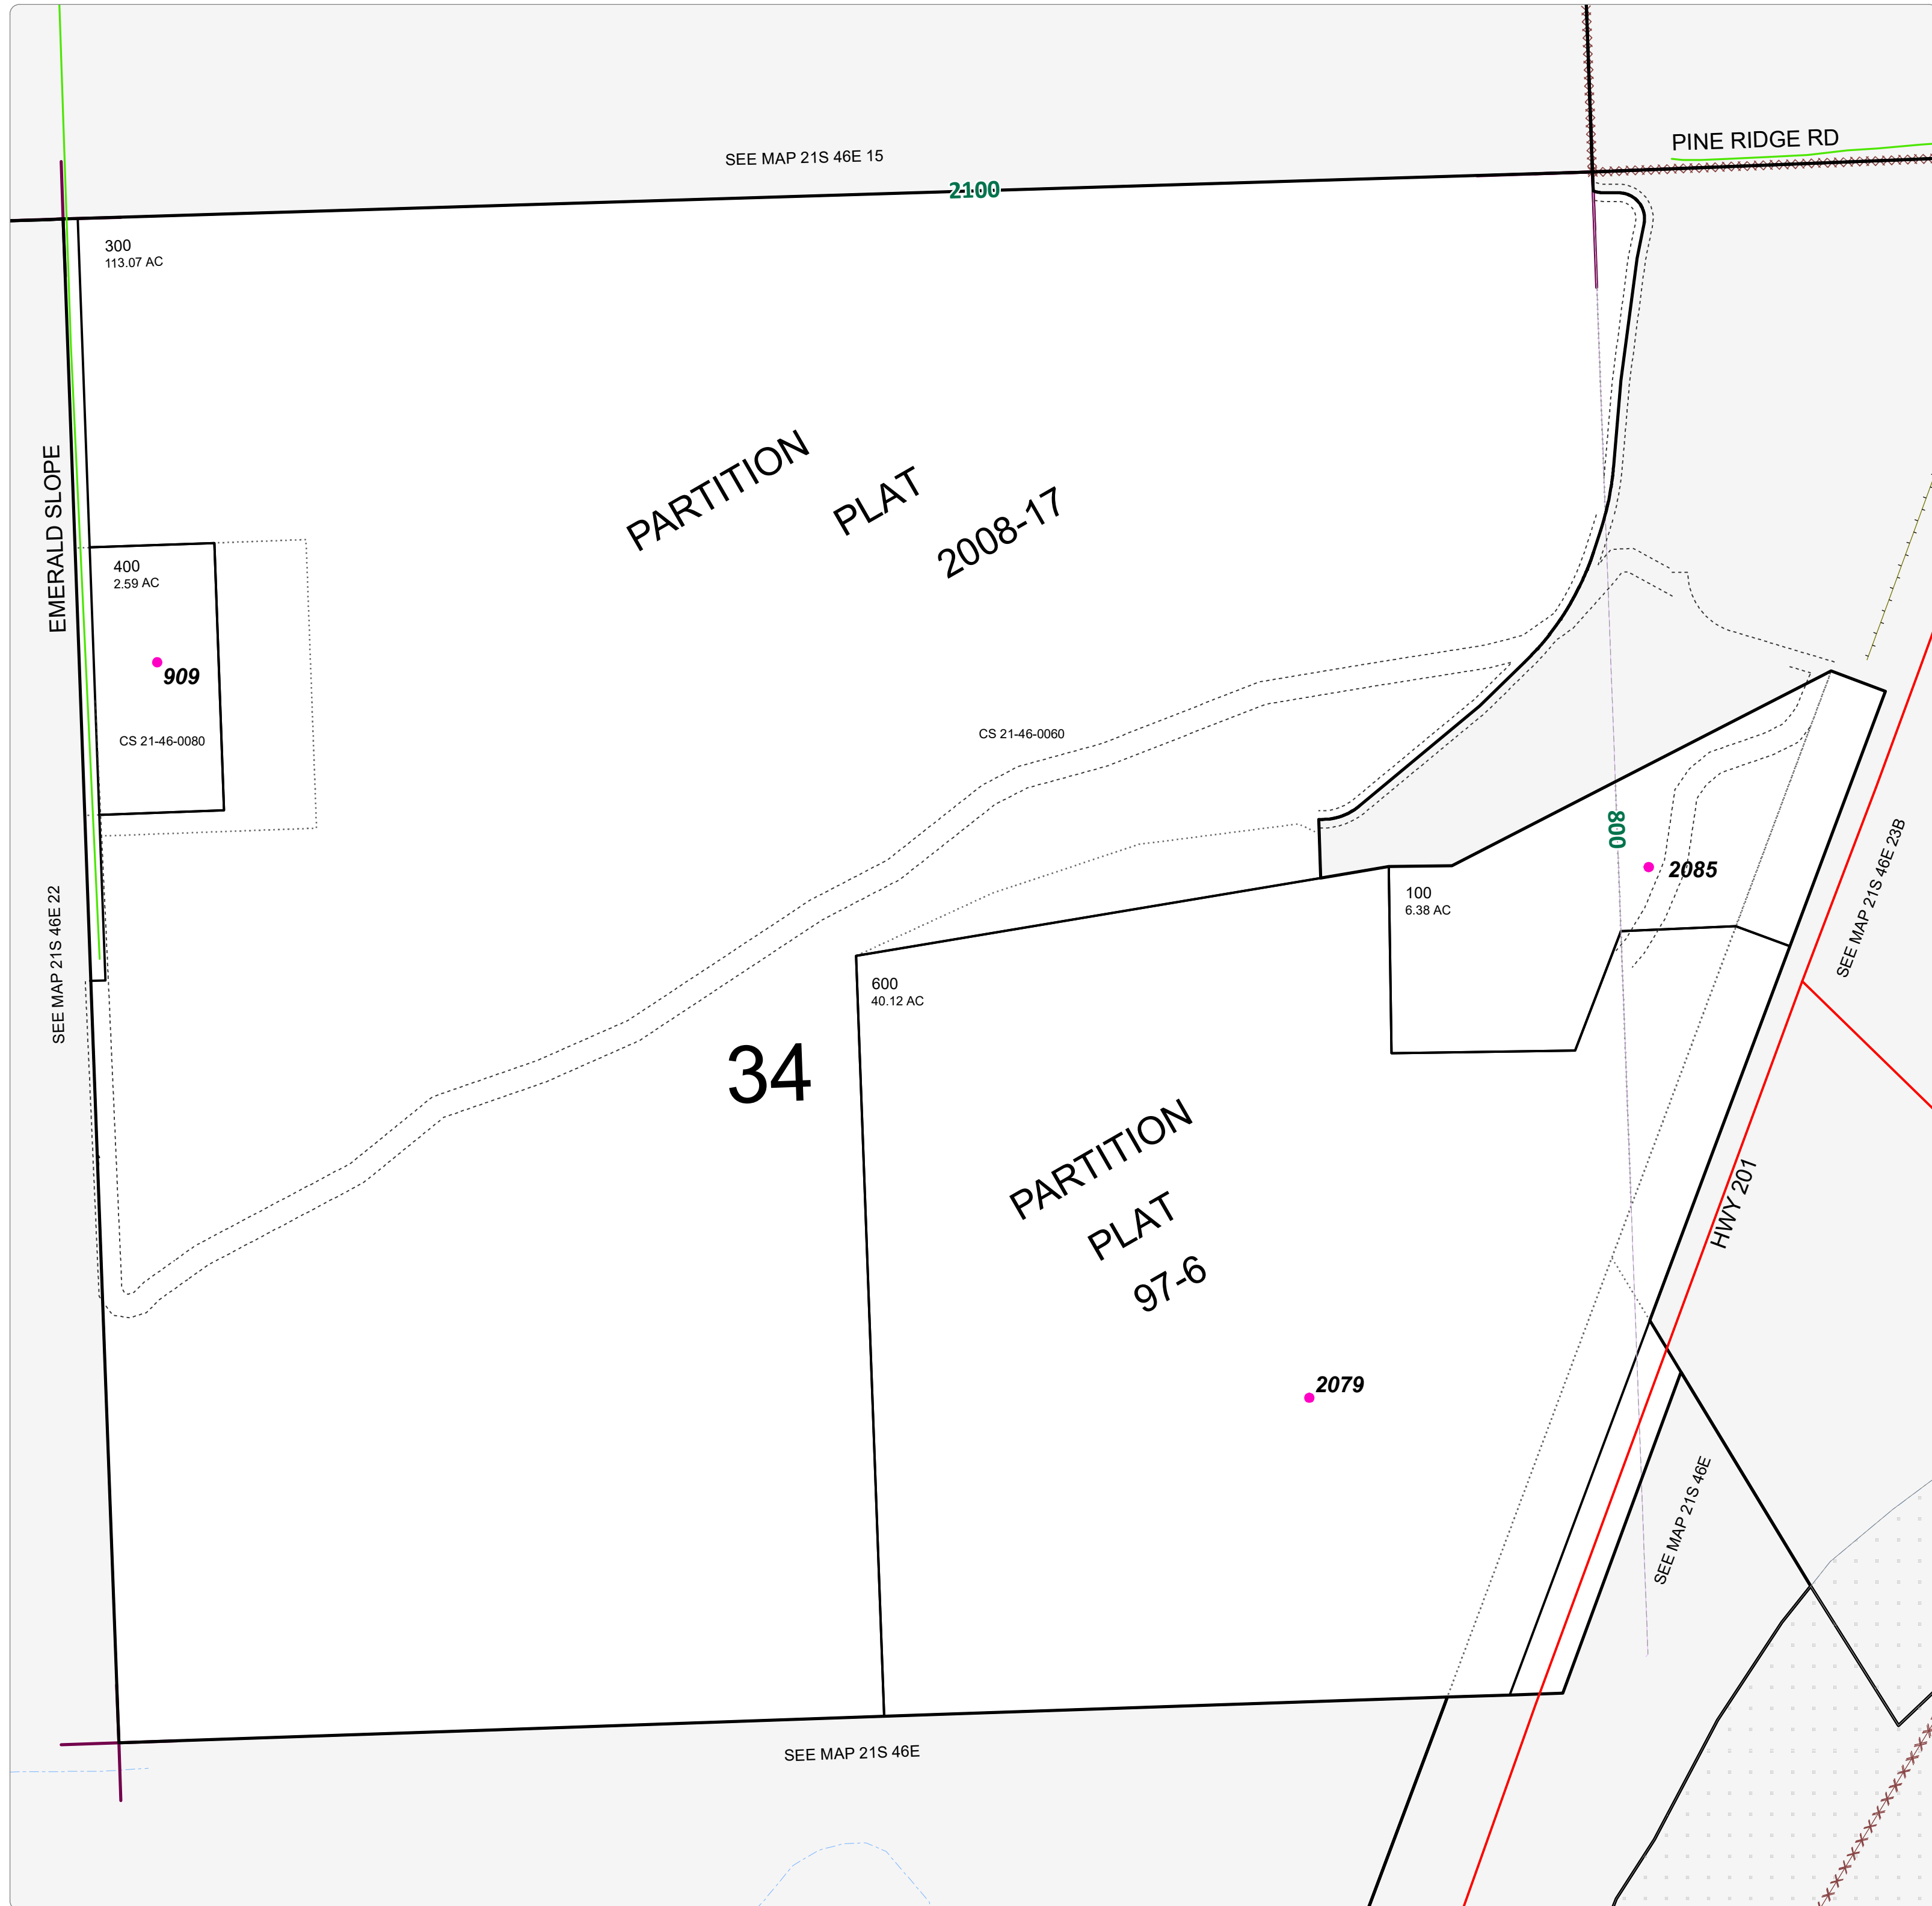 PINE RIDGE RD
SEE MAP 21S 46E 15
2100
300
113.07 AC
PARTITION
PLAT
2008-17
EMERALD SLOPE
400
2.59 AC
909
CS 21-46-0080
CS 21-46-0060
800
2085
100
6.38 AC
SEE MAP 21S 46E 23B
SEE MAP 21S 46E 22
600
40.12 AC
34
PARTITION
PLAT
97-6
HWY 201
2079
SEE MAP 21S 46E
SEE MAP 21S 46E